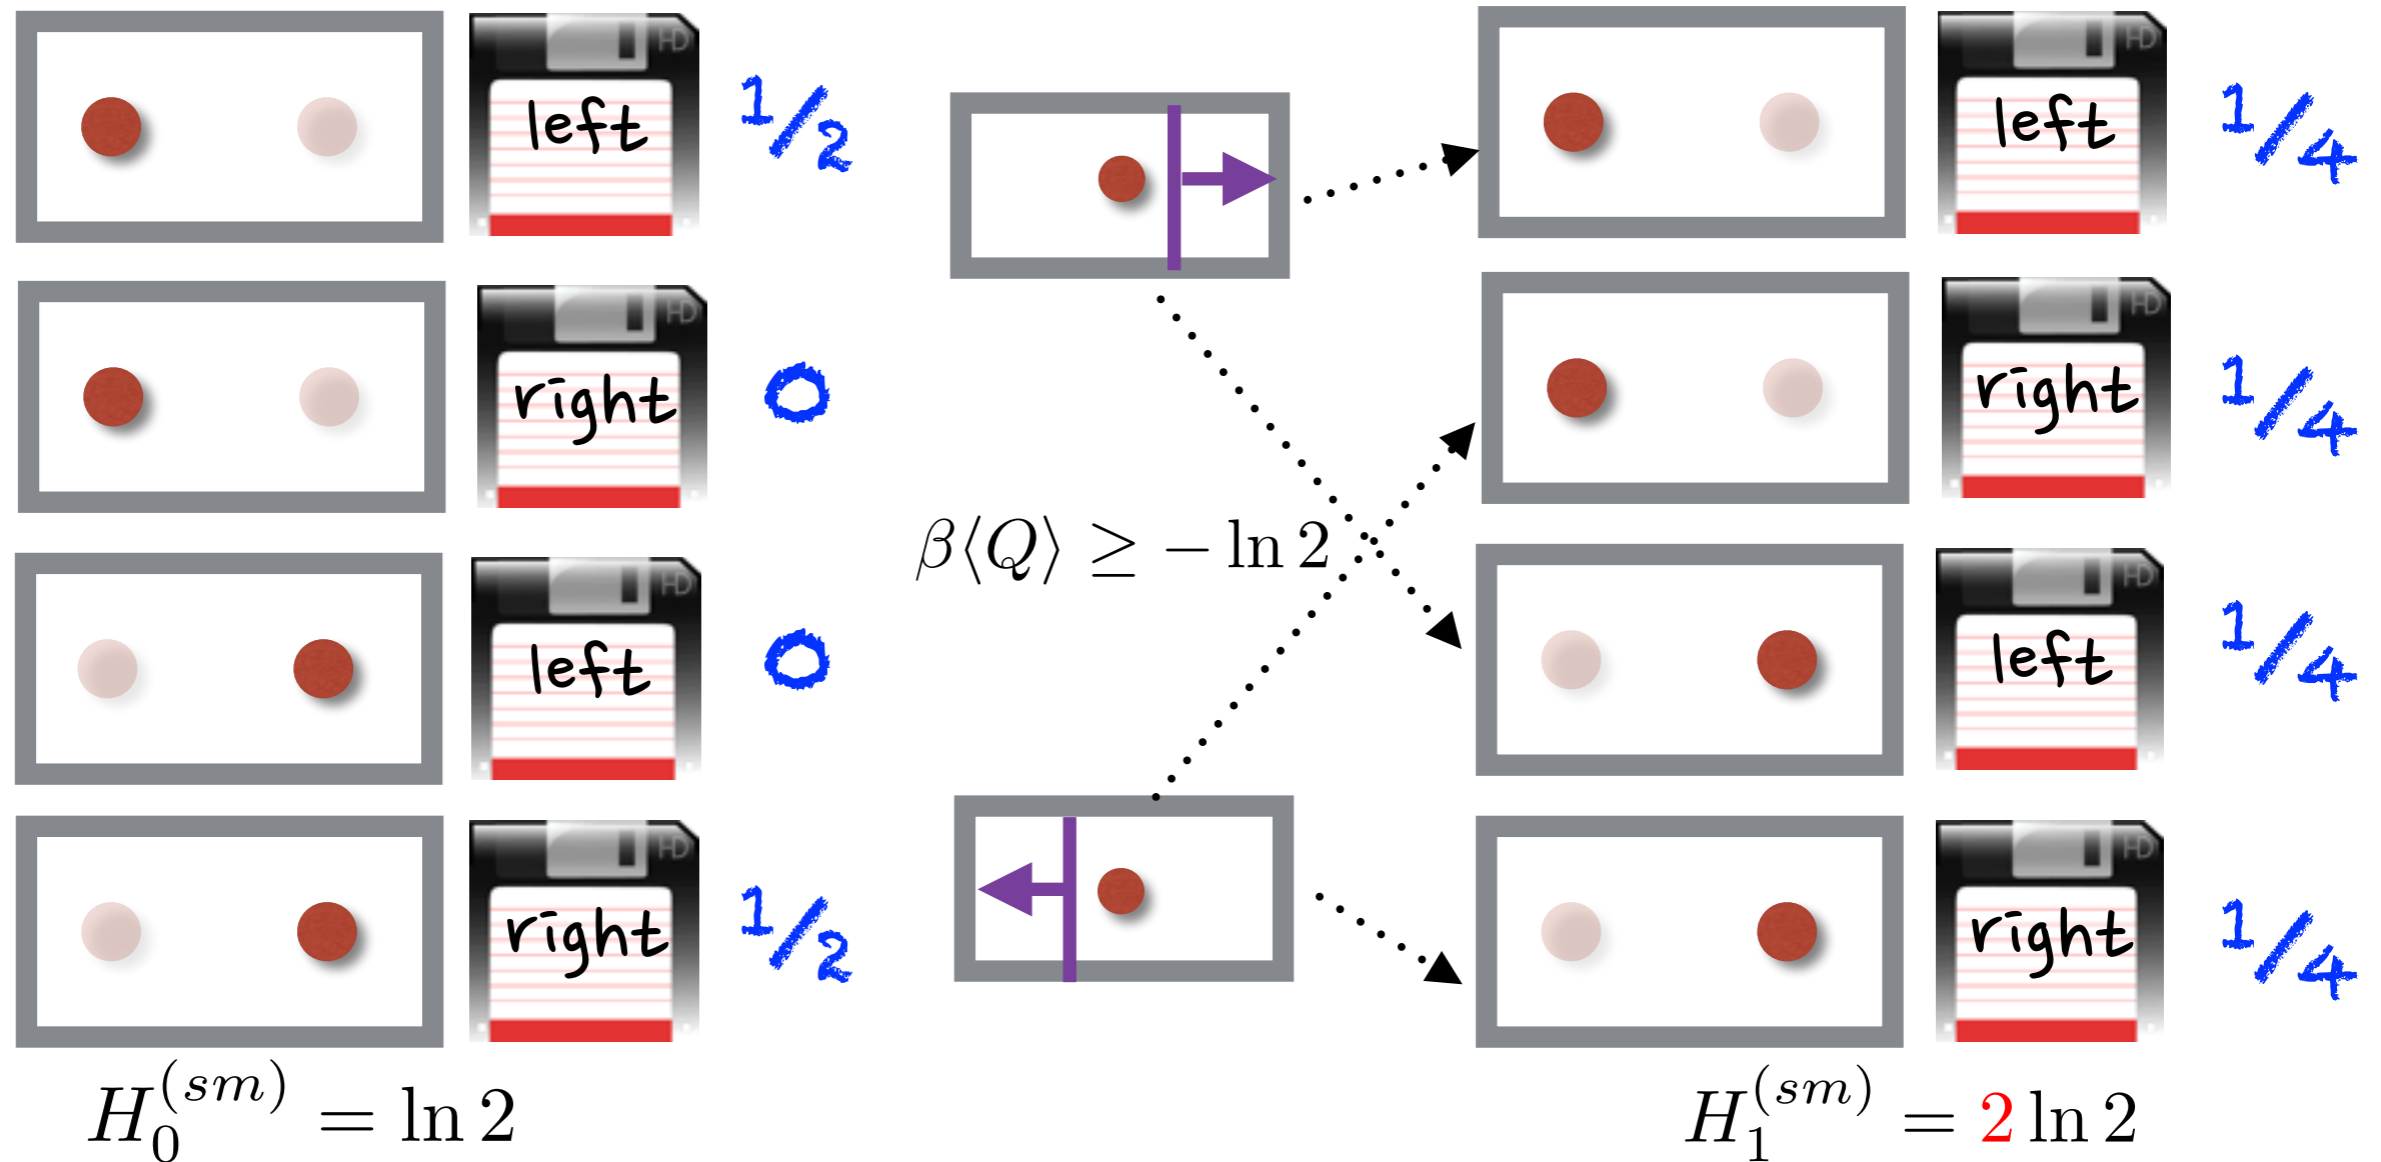 HD left 1/2
HD right 0
HD left 0
HD right 1/2
β⟨Q⟩ ≥ − ln 2
HD left 1/4
HD right 1/4
HD left 1/4
HD right 1/4
H_0^{(sm)} = ln 2
H_1^{(sm)} = 2 ln 2